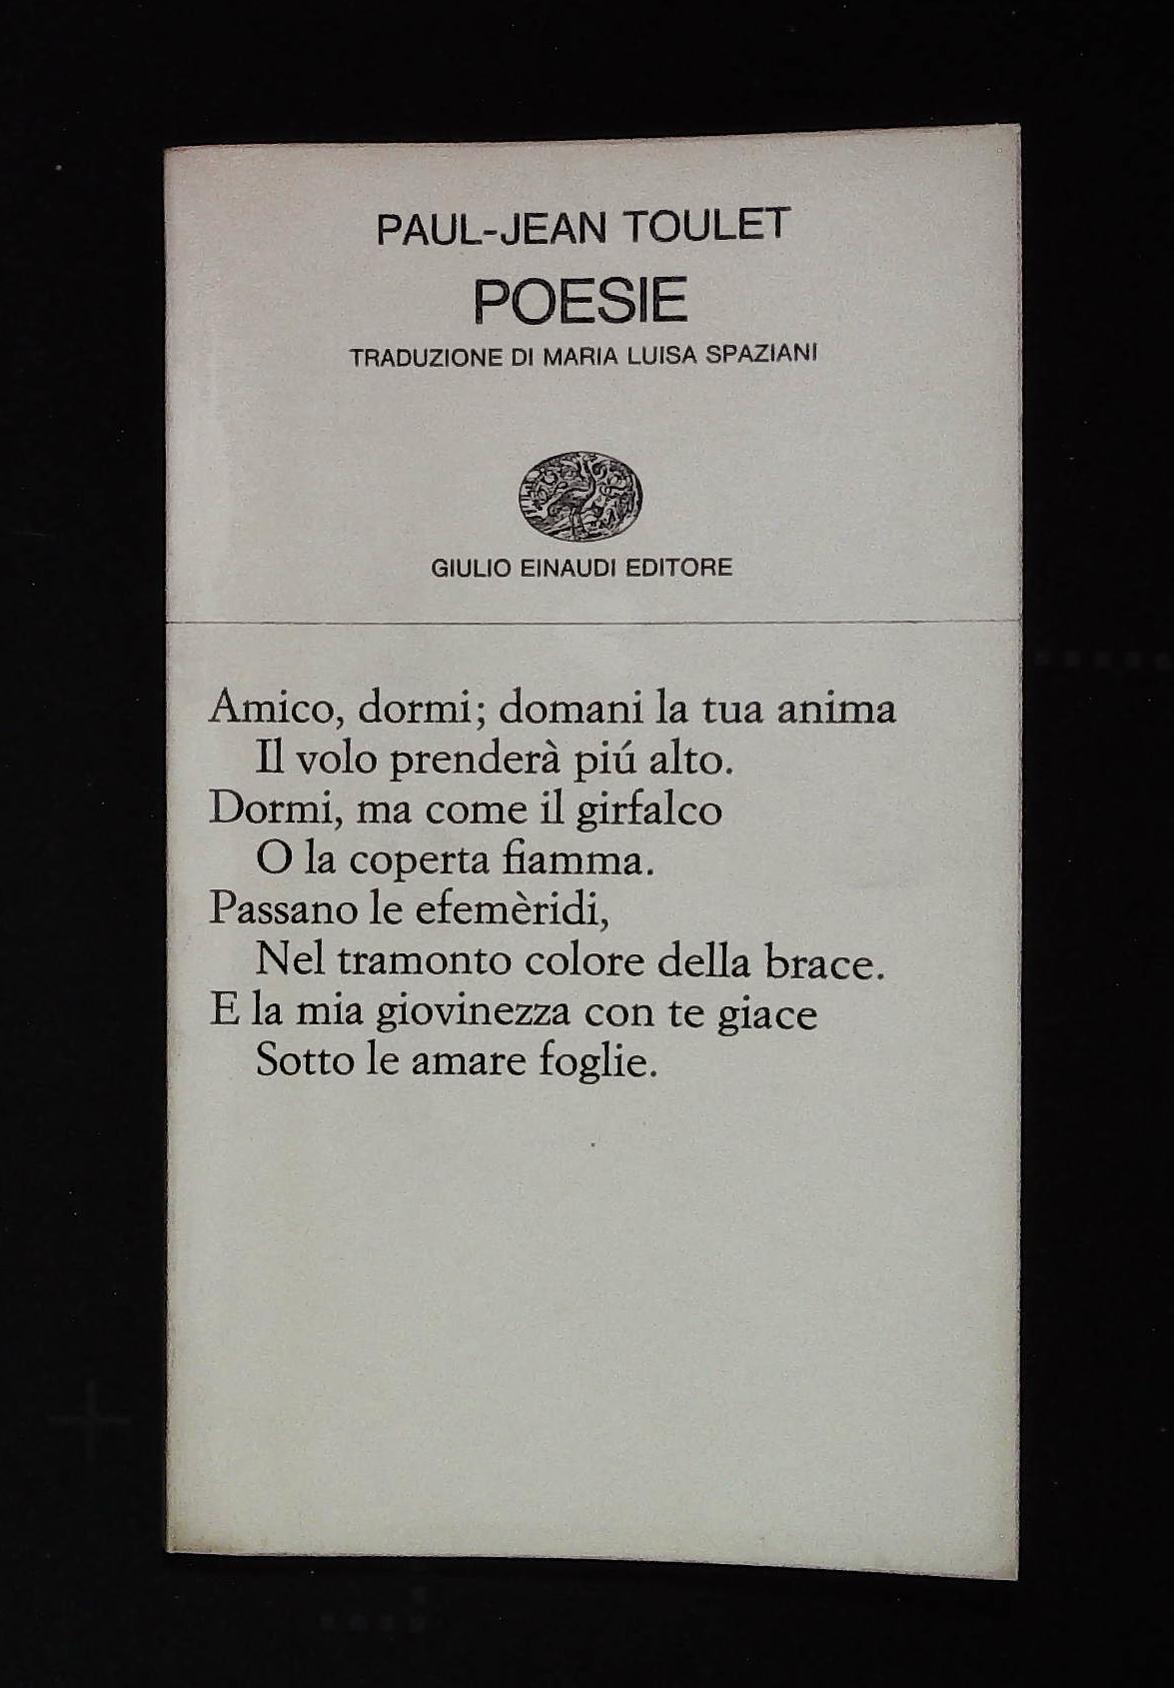 PAUL-JEAN TOULET
POESIE
TRADUZIONE DI MARIA LUISA SPAZIANI
GIULIO EINAUDI EDITORE
Amico, dormi; domani la tua anima
Il volo prenderà piú alto.
Dormi, ma come il girfalco
O la coperta fiamma.
Passano le efemèridi,
Nel tramonto colore della brace.
E la mia giovinezza con te giace
Sotto le amare foglie.